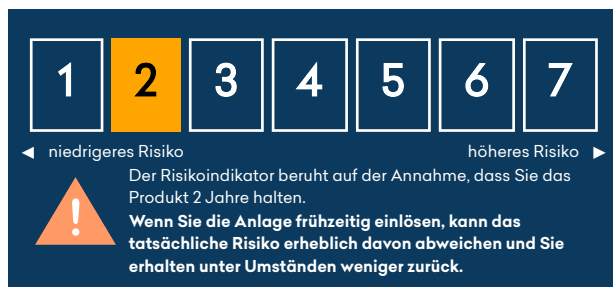 1 2 3 4 5 6 7
◄ niedrigeres Risiko höheres Risiko ►
Der Risikoindikator beruht auf der Annahme, dass Sie das
Produkt 2 Jahre halten.
!
Wenn Sie die Anlage frühzeitig einlösen, kann das
tatsächliche Risiko erheblich davon abweichen und Sie
erhalten unter Umständen weniger zurück.